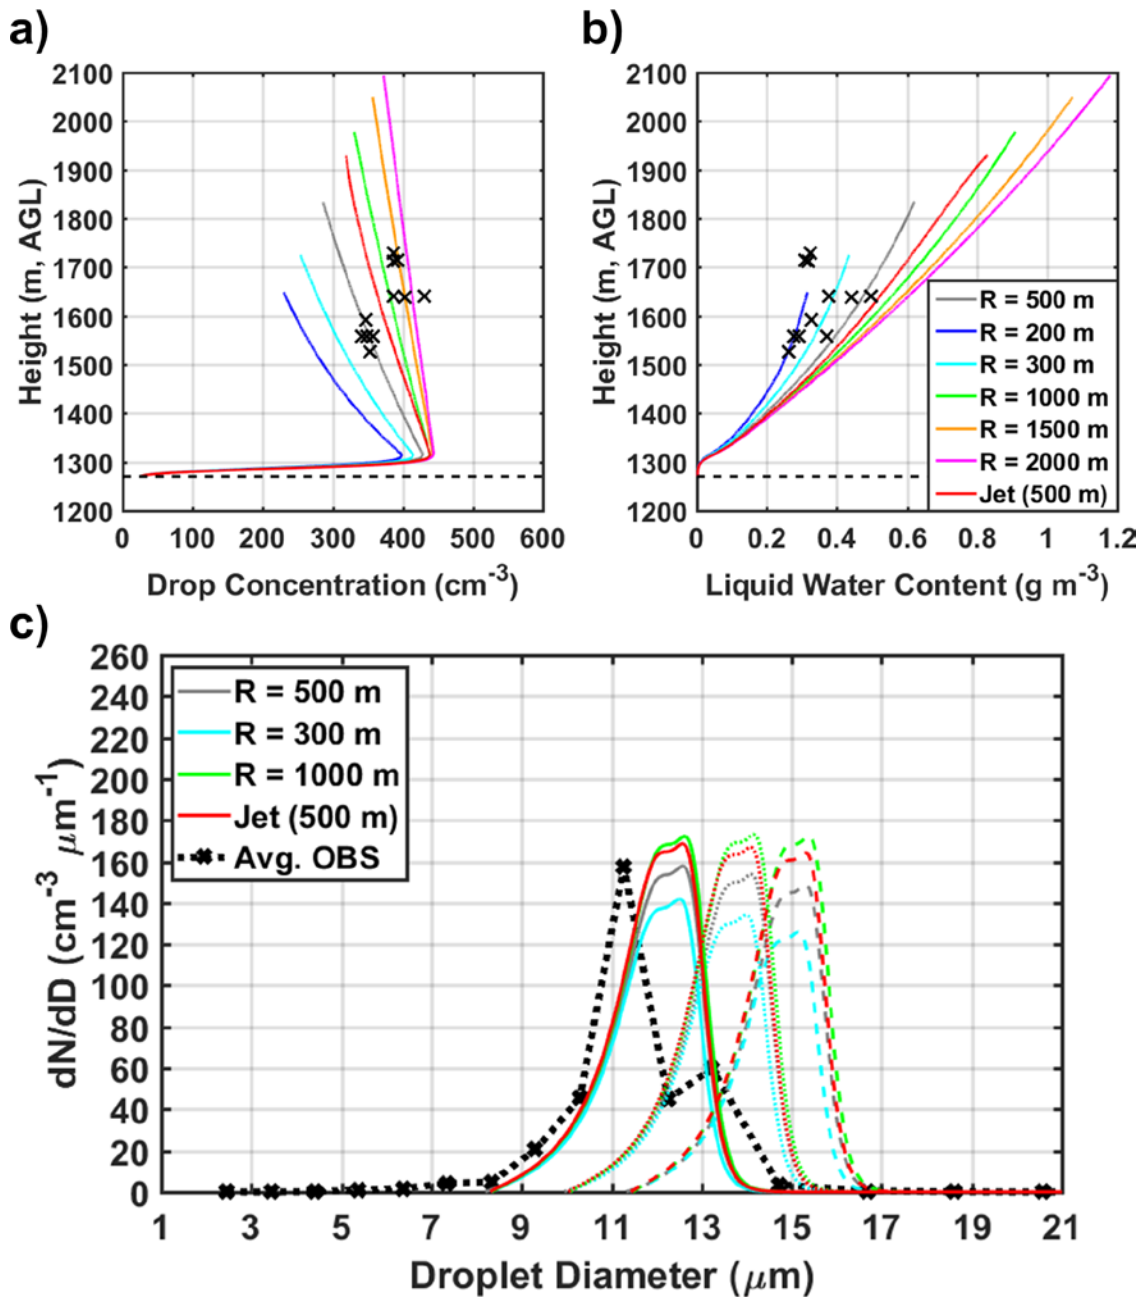 a)
2100
2000
1900
1800
1700
1600
1500
1400
1300
1200
Height (m, AGL)
0 100 200 300 400 500 600
Drop Concentration (cm-3)
b)
2100
2000
1900
1800
1700
1600
1500
1400
1300
1200
Height (m, AGL)
R = 500 m
R = 200 m
R = 300 m
R = 1000 m
R = 1500 m
R = 2000 m
Jet (500 m)
0 0.2 0.4 0.6 0.8 1 1.2
Liquid Water Content (g m-3)
c)
260
240
220
200
180
160
140
120
100
80
60
40
20
0
dN/dD (cm-3 μm-1)
R = 500 m
R = 300 m
R = 1000 m
Jet (500 m)
Avg. OBS
1 3 5 7 9 11 13 15 17 19 21
Droplet Diameter (μm)